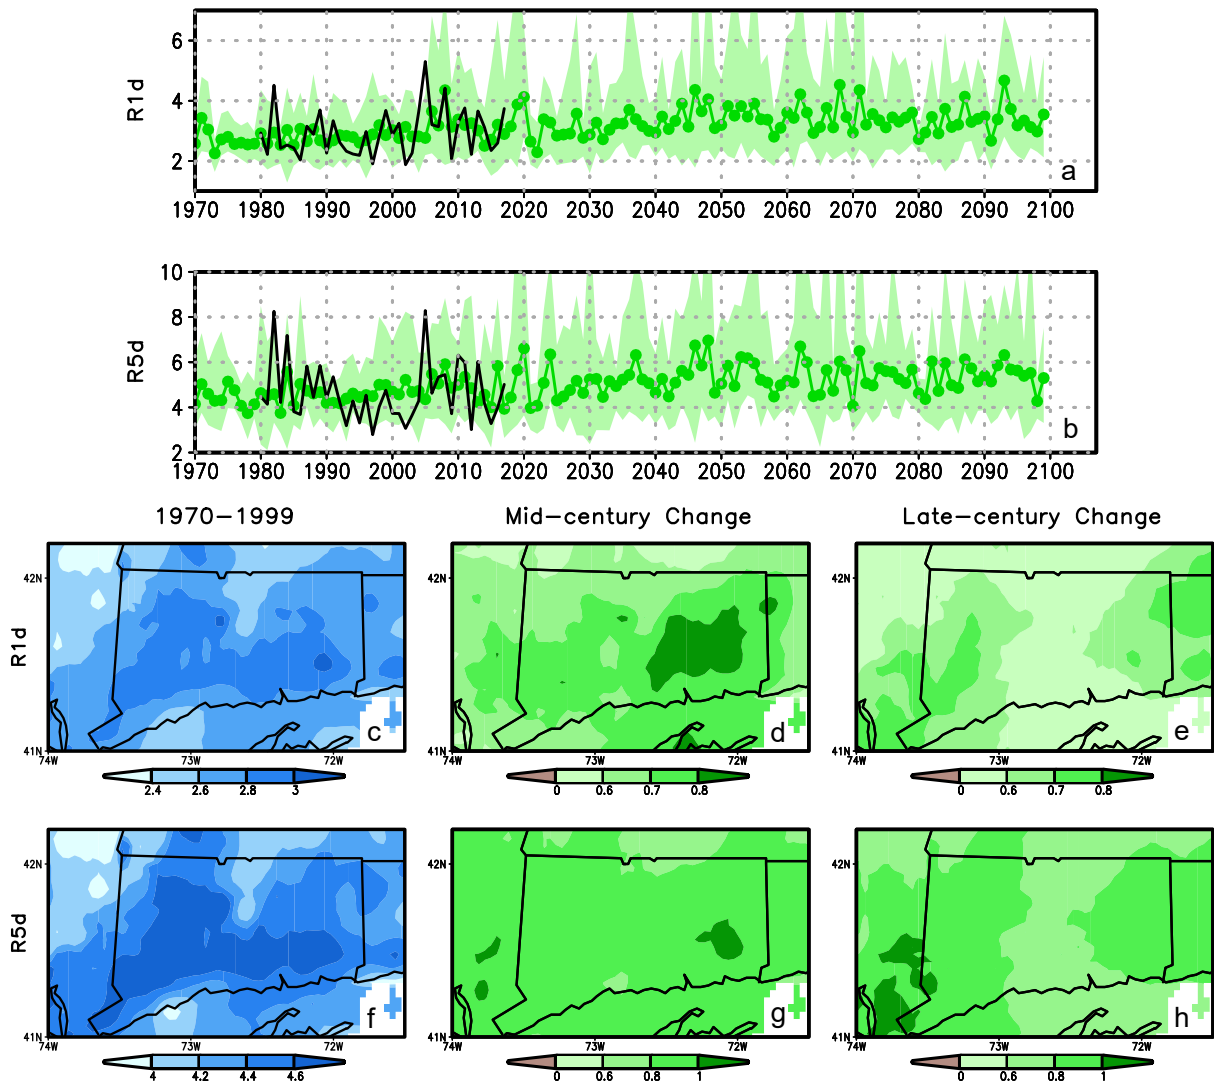 6
4
2
R1d
a
1970 1980 1990 2000 2010 2020 2030 2040 2050 2060 2070 2080 2090 2100
10
8
6
4
2
R5d
b
1970 1980 1990 2000 2010 2020 2030 2040 2050 2060 2070 2080 2090 2100
1970-1999 Mid-century Change Late-century Change
R1d
42N 42N 42N
41N 41N 41N
c d e
74W 73W 72W 73W 72W 73W 72W
2.4 2.6 2.8 3 0 0.6 0.7 0.8 0 0.6 0.7 0.8
R5d
42N 42N 42N
41N 41N 41N
f g h
74W 73W 72W 73W 72W 73W 72W
4 4.2 4.4 4.6 0 0.6 0.8 1 0 0.6 0.8 1